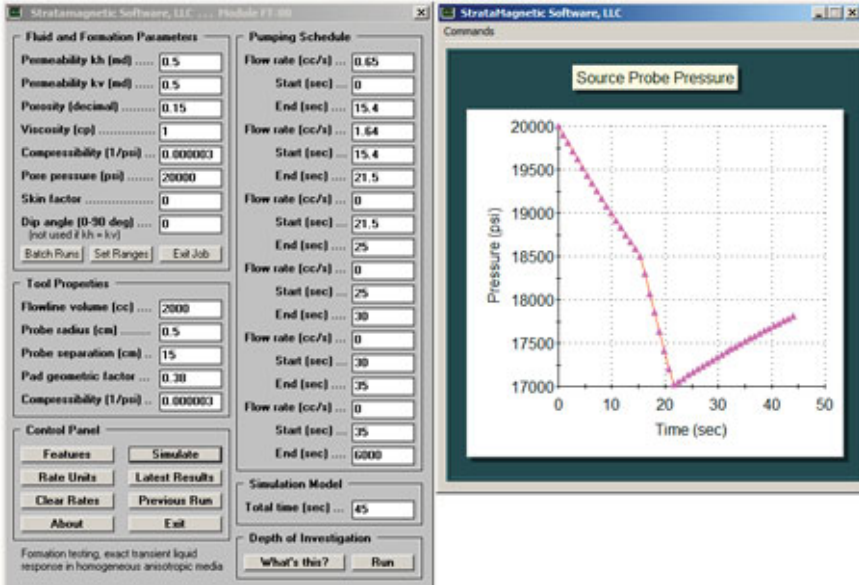 Stratamagnetic Software, LLC ... Module FT-00
Fluid and Formation Parameters
Permeability kh (md) .... 0.5
Permeability kv (md) .... 0.5
Porosity (decimal) ........... 0.15
Viscosity (cp) ................ 1
Compressibility (1/psi) ... 0.000003
Pore pressure (psi) ....... 20000
Skin factor .................. 0
Dip angle (0-90 deg) .... 0
(not used if kh = kv)
Batch Runs Set Ranges Exit Job
Tool Properties
Flowline volume (cc) .... 2000
Probe radius (cm) ........ 0.5
Probe separation (cm) .. 15
Pad geometric factor ... 0.38
Compressibility (1/psi) .. 0.000003
Control Panel
Features Simulate
Rate Units Latest Results
Clear Rates Previous Run
About Exit
Formation testing, exact transient liquid
response in homogeneous anisotropic media
Pumping Schedule
Flow rate (cc/s) ... 0.65
Start (sec) .... 0
End (sec) .... 15.4
Flow rate (cc/s) ... 1.64
Start (sec) ... 15.4
End (sec) .... 21.5
Flow rate (cc/s) ... 0
Start (sec) ... 21.5
End (sec) .... 25
Flow rate (cc/s) ... 0
Start (sec) ... 25
End (sec) .... 30
Flow rate (cc/s) ... 0
Start (sec) ... 30
End (sec) .... 35
Flow rate (cc/s) ... 0
Start (sec) ... 35
End (sec) .... 6000
Simulation Model
Total time (sec) ... 45
Depth of Investigation
What's this? Run
StrataMagnetic Software, LLC
Commands
Source Probe Pressure
20000
19500
19000
18500
18000
17500
17000
Pressure (psi)
0 10 20 30 40 50
Time (sec)